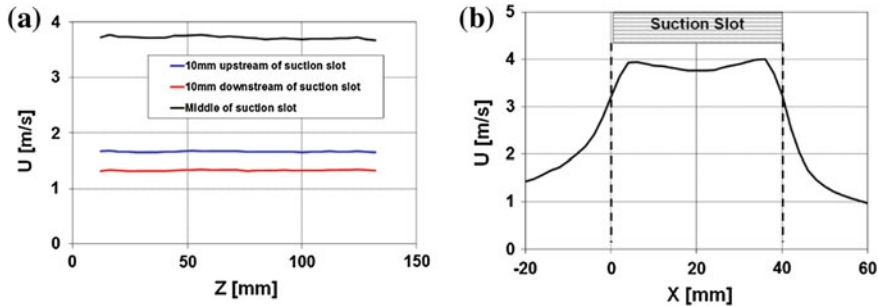 (a)
4
3
2
1
0
U [m/s]
10mm upstream of suction slot
10mm downstream of suction slot
Middle of suction slot
0
50
100
150
Z [mm]
(b)
5
4
3
2
1
0
U [m/s]
Suction Slot
-20
0
20
40
60
X [mm]